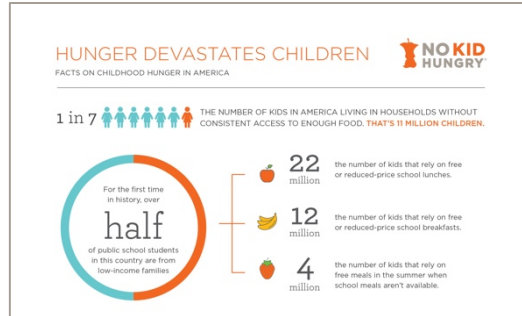 HUNGER DEVASTATES CHILDREN
FACTS ON CHILDHOOD HUNGER IN AMERICA
NO KID
HUNGRY
1 in 7
THE NUMBER OF KIDS IN AMERICA LIVING IN HOUSEHOLDS WITHOUT
CONSISTENT ACCESS TO ENOUGH FOOD. THAT'S 11 MILLION CHILDREN.
For the first time
in history, over
half
of public school students
in this country are from
low-income families
22
million
the number of kids that rely on free
or reduced-price school lunches.
12
million
the number of kids that rely on free
or reduced-price school breakfasts.
4
million
the number of kids that rely on
free meals in the summer when
school meals aren't available.